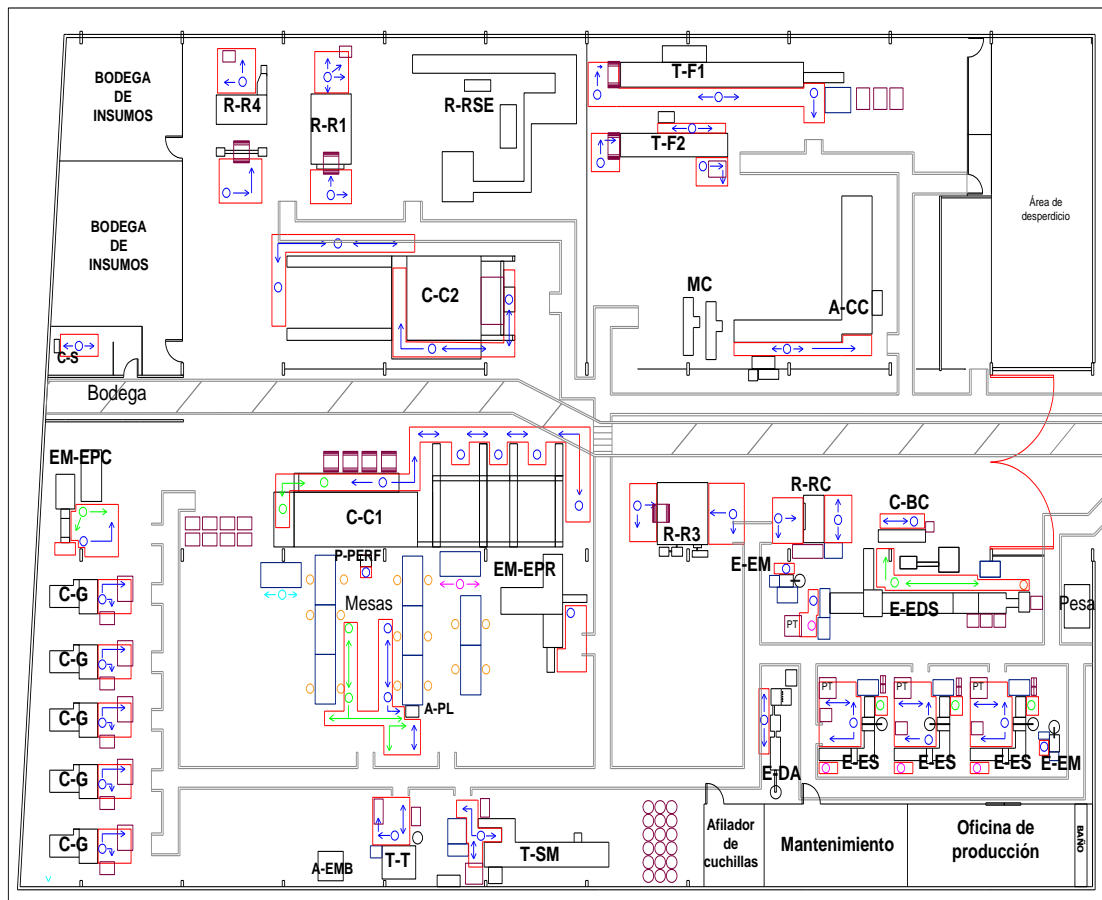 BODEGA
DE
INSUMOS
R-R4
R-R1
R-RSE
T-F1
T-F2
BODEGA
DE
INSUMOS
Área de
desperdicio
C-C2
MC
A-CC
C-S
Bodega
EM-EPC
C-C1
R-R3
R-RC
C-BC
P-PERF
Mesas
EM-EPR
E-EM
E-EDS
PT
Pesa
C-G
C-G
C-G
C-G
C-G
A-PL
PT
PT
PT
E-DA
E-ES
E-ES
E-ES
E-EM
A-EMB
T-T
T-SM
Afilador
de
cuchillas
Mantenimiento
Oficina de
producción
BAÑO